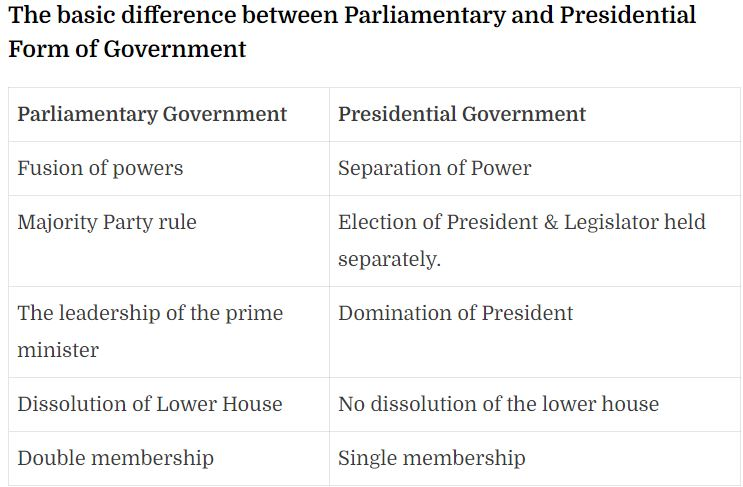 The basic difference between Parliamentary and Presidential
Form of Government
Parliamentary Government
Presidential Government
Fusion of powers
Separation of Power
Majority Party rule
Election of President & Legislator held
separately.
The leadership of the prime
minister
Domination of President
Dissolution of Lower House
No dissolution of the lower house
Double membership
Single membership